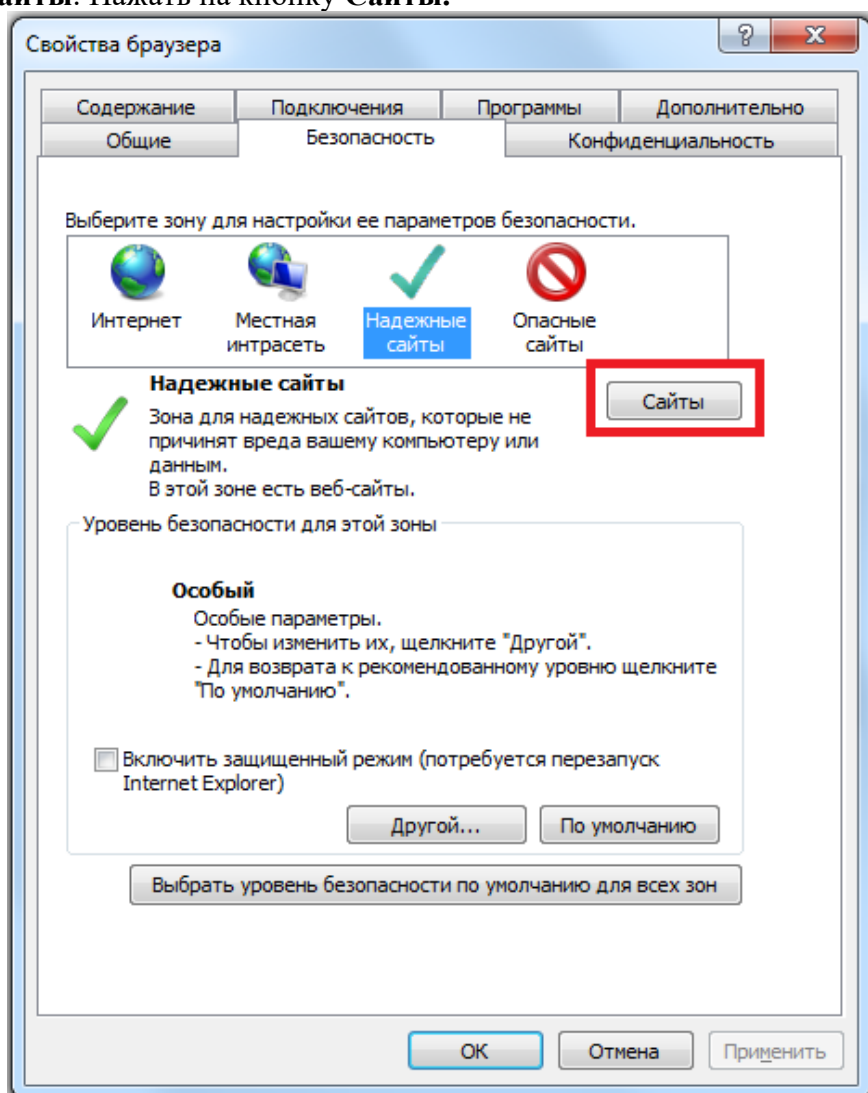 Нажать на кнопку Сайты.
Свойства браузера
Содержание Подключения Программы Дополнительно
Общие Безопасность Конфиденциальность
Выберите зону для настройки ее параметров безопасности.
Интернет Местная Надежные Опасные
интрасеть сайты сайты
Надежные сайты
Сайты
Зона для надежных сайтов, которые не
причинят вреда вашему компьютеру или
данным.
В этой зоне есть веб-сайты.
Уровень безопасности для этой зоны
Особый
Особые параметры.
- Чтобы изменить их, щелкните "Другой".
- Для возврата к рекомендованному уровню щелкните
"По умолчанию".
Включить защищенный режим (потребуется перезапуск
Internet Explorer)
Другой... По умолчанию
Выбрать уровень безопасности по умолчанию для всех зон
ОК Отмена Применить